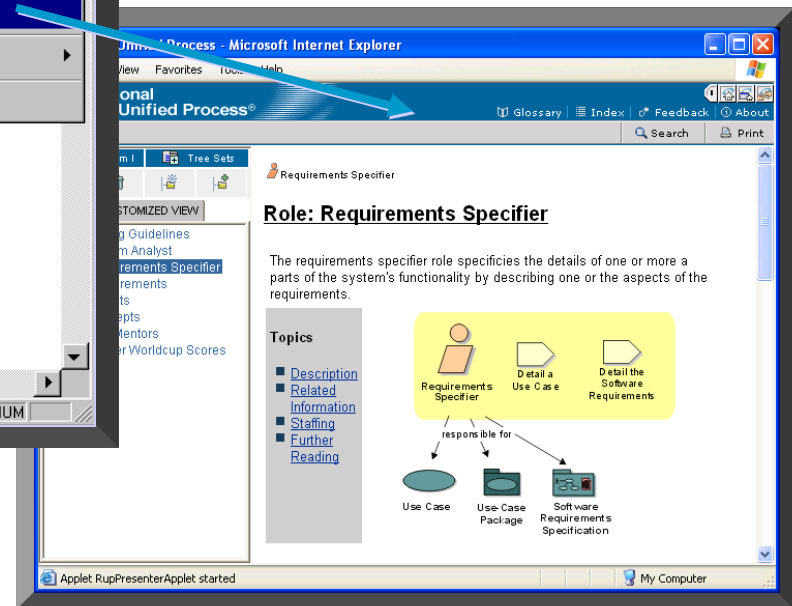 Unified Process - Microsoft Internet Explorer
View Favorites Tools Help
onal
Unified Process®
Glossary Index Feedback About
Search Print
m I Tree Sets
STOMIZED VIEW
g Guidelines
m Analyst
rements Specifier
rements
ts
epts
Mentors
er Worldcup Scores
NUM
Requirements Specifier
Role: Requirements Specifier
The requirements specifier role specificies the details of one or more a
parts of the system's functionality by describing one or the aspects of the
requirements.
Topics
Description
Related
Information
Staffing
Further
Reading
Requirements
Specifier
Detail a
Use Case
Detail the
Software
Requirements
responsible for
Use Case
Use-Case
Package
Software
Requirements
Specification
Applet RupPresenterApplet started
My Computer